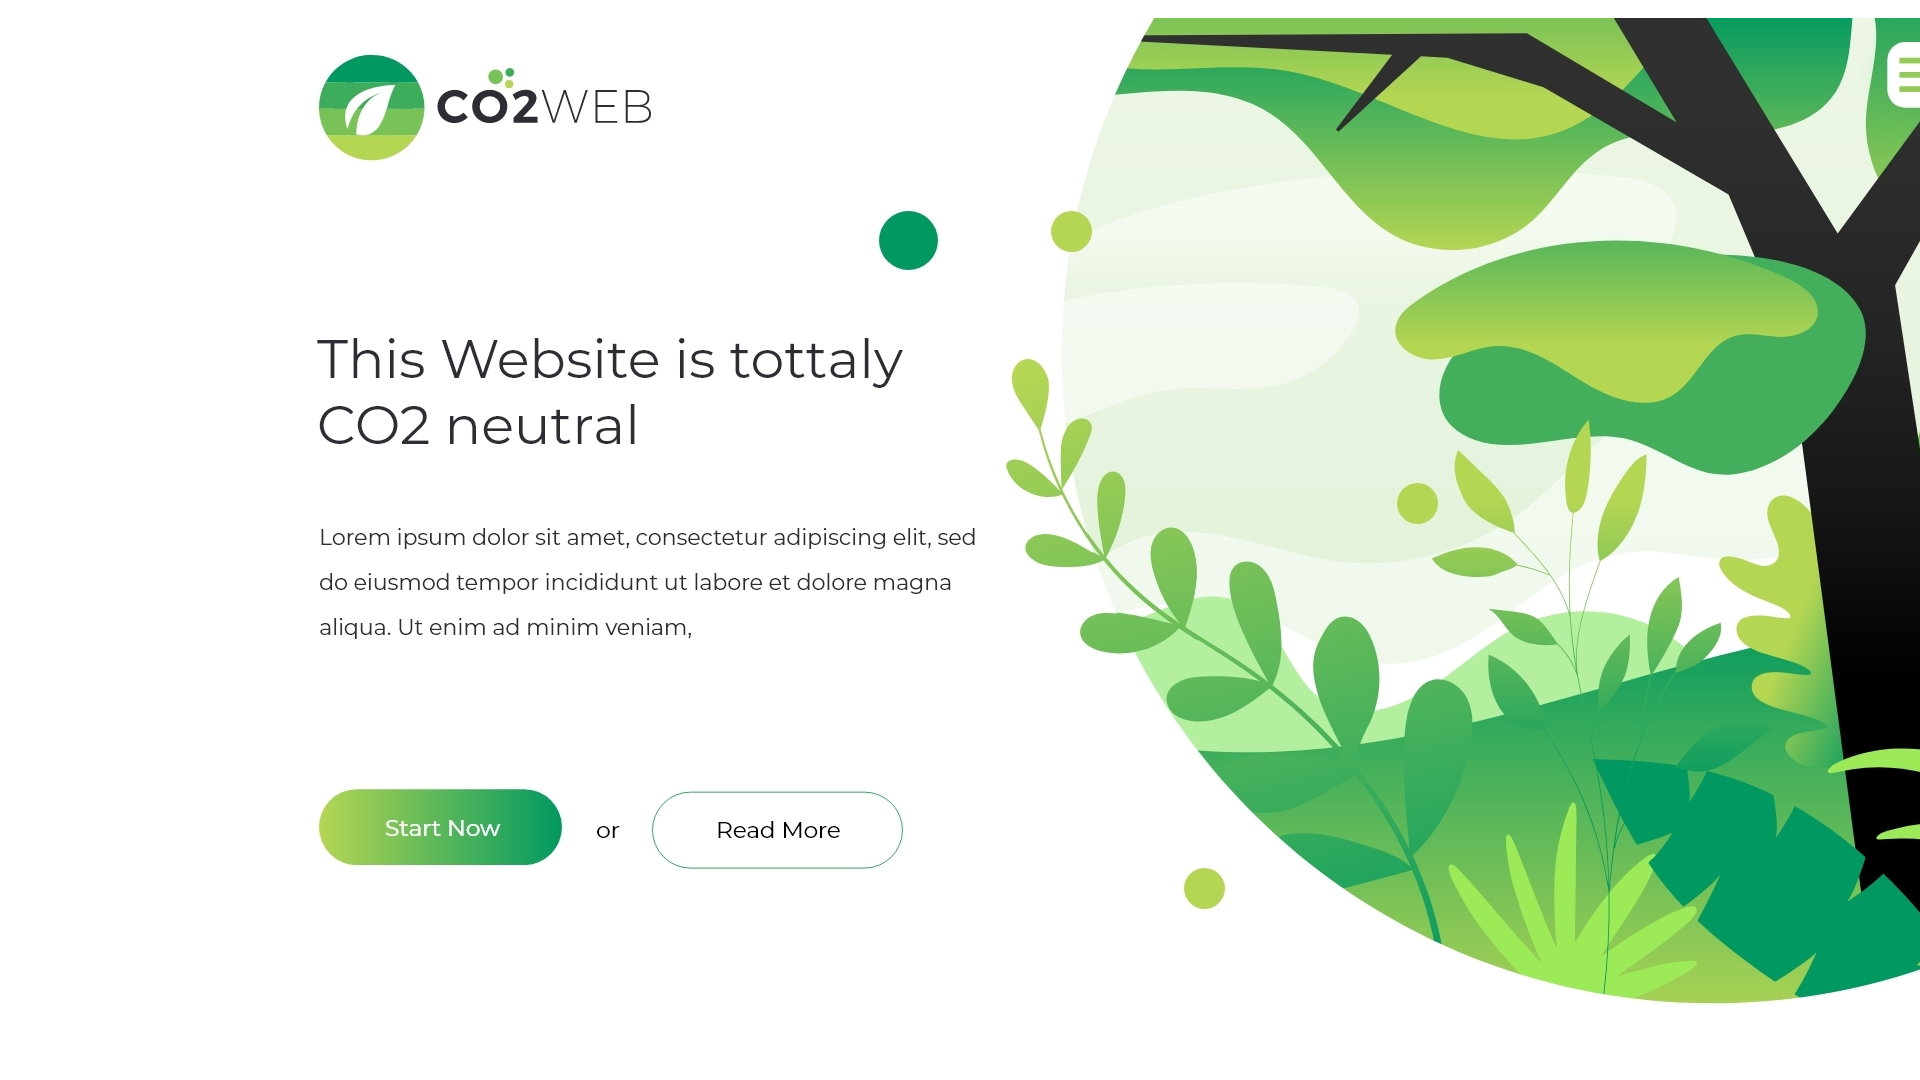 CO2WEB
This Website is tottaly
CO2 neutral
Lorem ipsum dolor sit amet, consectetur adipiscing elit, sed
do eiusmod tempor incididunt ut labore et dolore magna
aliqua. Ut enim ad minim veniam,
Start Now or Read More